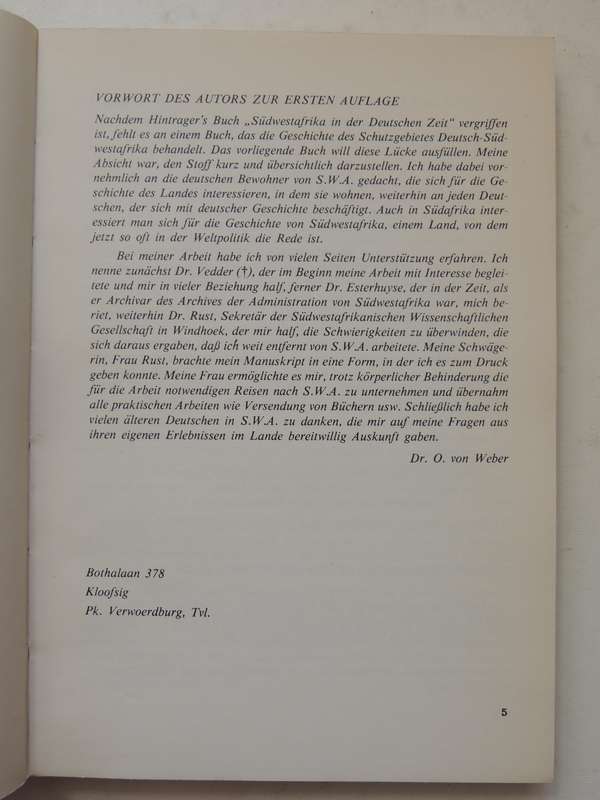 VORWORT DES AUTORS ZUR ERSTEN AUFLAGE
Nachdem Hintrager's Buch „Südwestafrika in der Deutschen Zeit“ vergriffen
ist, fehlt es an einem Buch, das die Geschichte des Schutzgebietes Deutsch-Süd-
westafrika behandelt. Das vorliegende Buch will diese Lücke ausfüllen. Meine
Absicht war, den Stoff kurz und übersichtlich darzustellen. Ich habe dabei vor-
nehmlich an die deutschen Bewohner von S.W.A. gedacht, die sich für die Ge-
schichte des Landes interessieren, in dem sie wohnen, weiterhin an jeden Deut-
schen, der sich mit deutscher Geschichte beschäftigt. Auch in Südafrika inter-
essiert man sich für die Geschichte von Südwestafrika, einem Land, von dem
jetzt so oft in der Weltpolitik die Rede ist.
Bei meiner Arbeit habe ich von vielen Seiten Unterstützung erfahren. Ich
nenne zunächst Dr. Vedder (†), der im Beginn meine Arbeit mit Interesse beglei-
tete und mir in vieler Beziehung half, ferner Dr. Esterhuyse, der in der Zeit, als
er Archivar des Archives der Administration von Südwestafrika war, mich be-
riet, weiterhin Dr. Rust, Sekretär der Südwestafrikanischen Wissenschaftlichen
Gesellschaft in Windhoek, der mir half, die Schwierigkeiten zu überwinden, die
sich daraus ergaben, daß ich weit entfernt von S.W.A. arbeitete. Meine Schwäge-
rin, Frau Rust, brachte mein Manuskript in eine Form, in der ich es zum Druck
geben konnte. Meine Frau ermöglichte es mir, trotz körperlicher Behinderung die
für die Arbeit notwendigen Reisen nach S.W.A. zu unternehmen und übernahm
alle praktischen Arbeiten wie Versendung von Büchern usw. Schließlich habe ich
vielen älteren Deutschen in S.W.A. zu danken, die mir auf meine Fragen aus
ihren eigenen Erlebnissen im Lande bereitwillig Auskunft gaben.
Dr. O. von Weber
Bothalaan 378
Kloofsig
Pk. Verwoerdburg, Tvl.
5